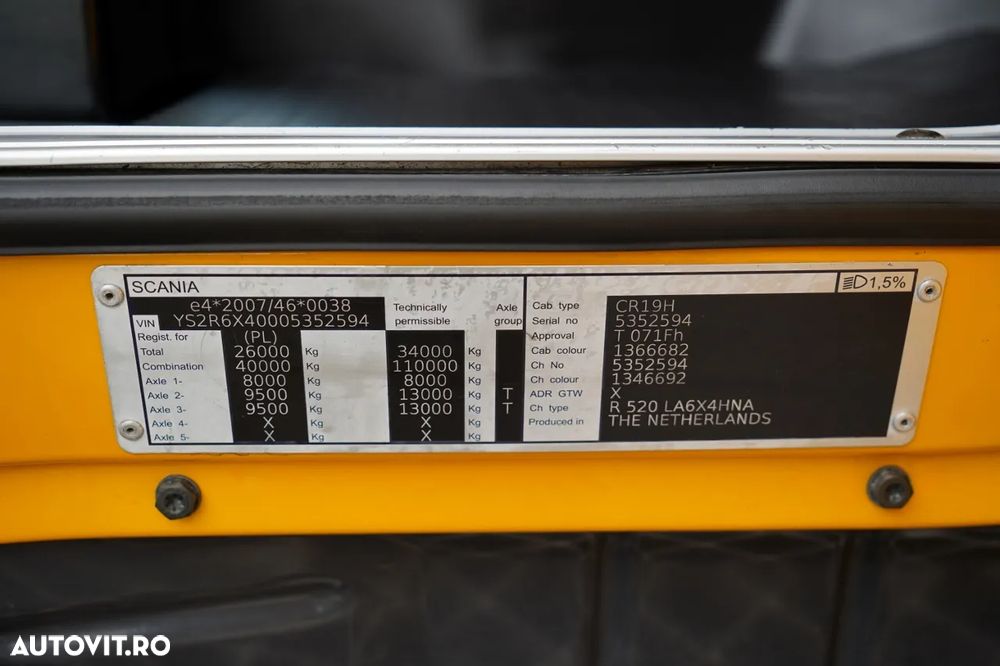 SCANIA
1,5%
e4*2007/46*0038
VIN YS2R6X40005352594
Technically permissible
Axle group
Regist. for (PL)
Total 26000 Kg 34000 Kg
Combination 40000 Kg 110000 Kg
Axle 1- 8000 Kg 8000 Kg
Axle 2- 9500 Kg 13000 Kg T
Axle 3- 9500 Kg 13000 Kg T
Axle 4- X Kg X Kg
Axle 5- X Kg X Kg
Cab type CR19H
Serial no 5352594
Approval T 071Fh
Cab colour 1366682
Ch No 5352594
Ch colour 1346692
ADR GTW X
Ch type R 520 LA6X4HNA
Produced in THE NETHERLANDS
AUTOVIT.RO